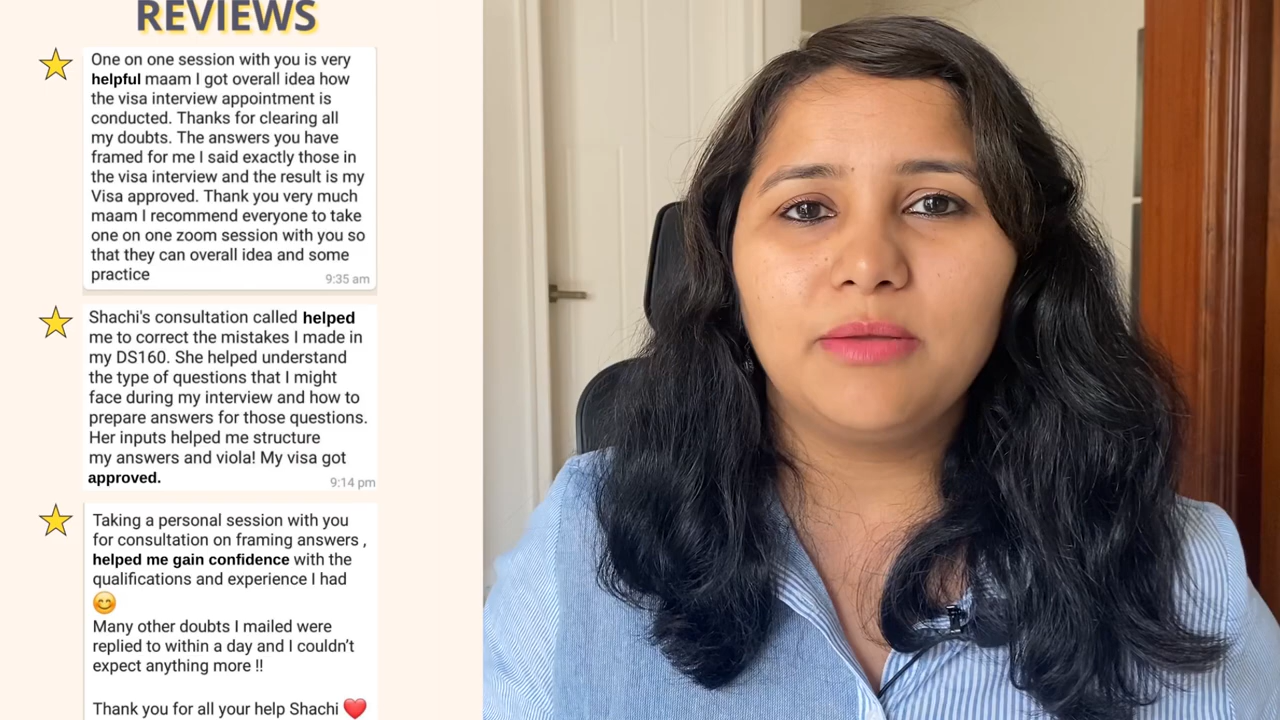 REVIEWS
One on one session with you is very
helpful maam I got overall idea how
the visa interview appointment is
conducted. Thanks for clearing all
my doubts. The answers you have
framed for me I said exactly those in
the visa interview and the result is my
Visa approved. Thank you very much
maam I recommend everyone to take
one on one zoom session with you so
that they can overall idea and some
practice
9:35 am
Shachi's consultation called helped
me to correct the mistakes I made in
my DS160. She helped understand
the type of questions that I might
face during my interview and how to
prepare answers for those questions.
Her inputs helped me structure
my answers and viola! My visa got
approved.
9:14 pm
Taking a personal session with you
for consultation on framing answers ,
helped me gain confidence with the
qualifications and experience I had
😊
Many other doubts I mailed were
replied to within a day and I couldn’t
expect anything more !!
Thank you for all your help Shachi ❤️